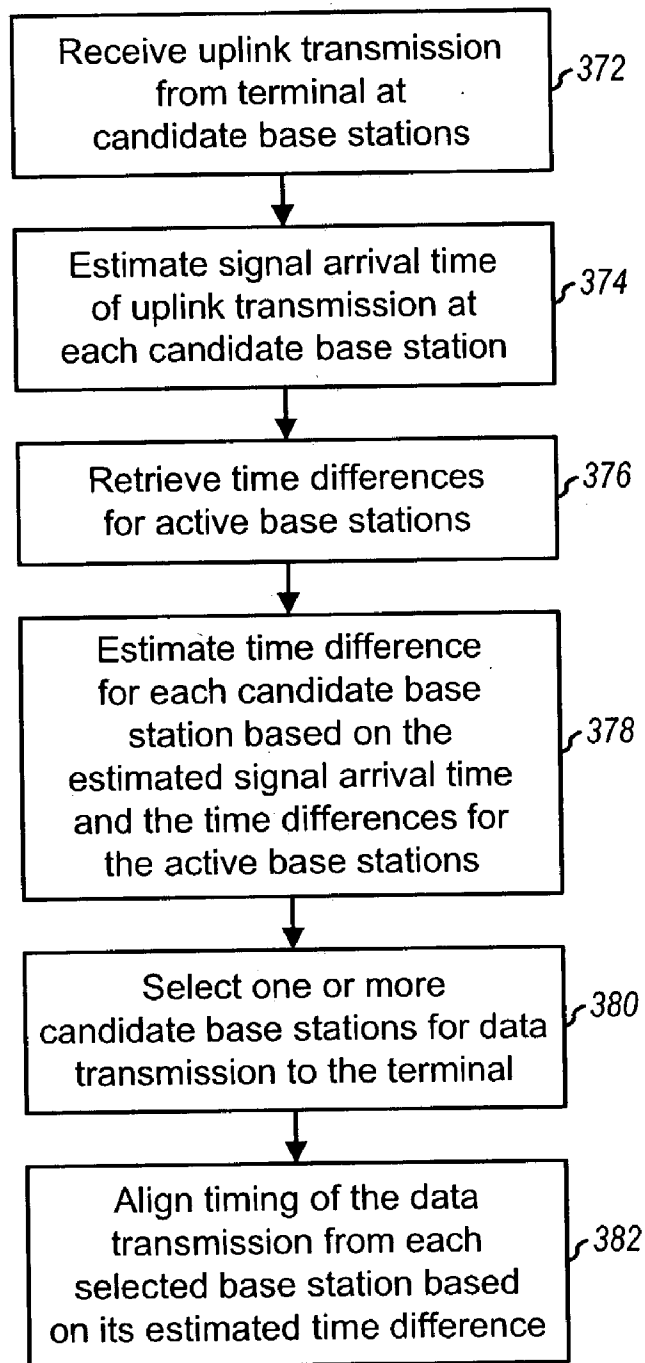 Receive uplink transmission
from terminal at
candidate base stations
372
Estimate signal arrival time
of uplink transmission at
each candidate base station
374
Retrieve time differences
for active base stations
376
Estimate time difference
for each candidate base
station based on the
estimated signal arrival time
and the time differences for
the active base stations
378
Select one or more
candidate base stations for data
transmission to the terminal
380
Align timing of the data
transmission from each
selected base station based
on its estimated time difference
382